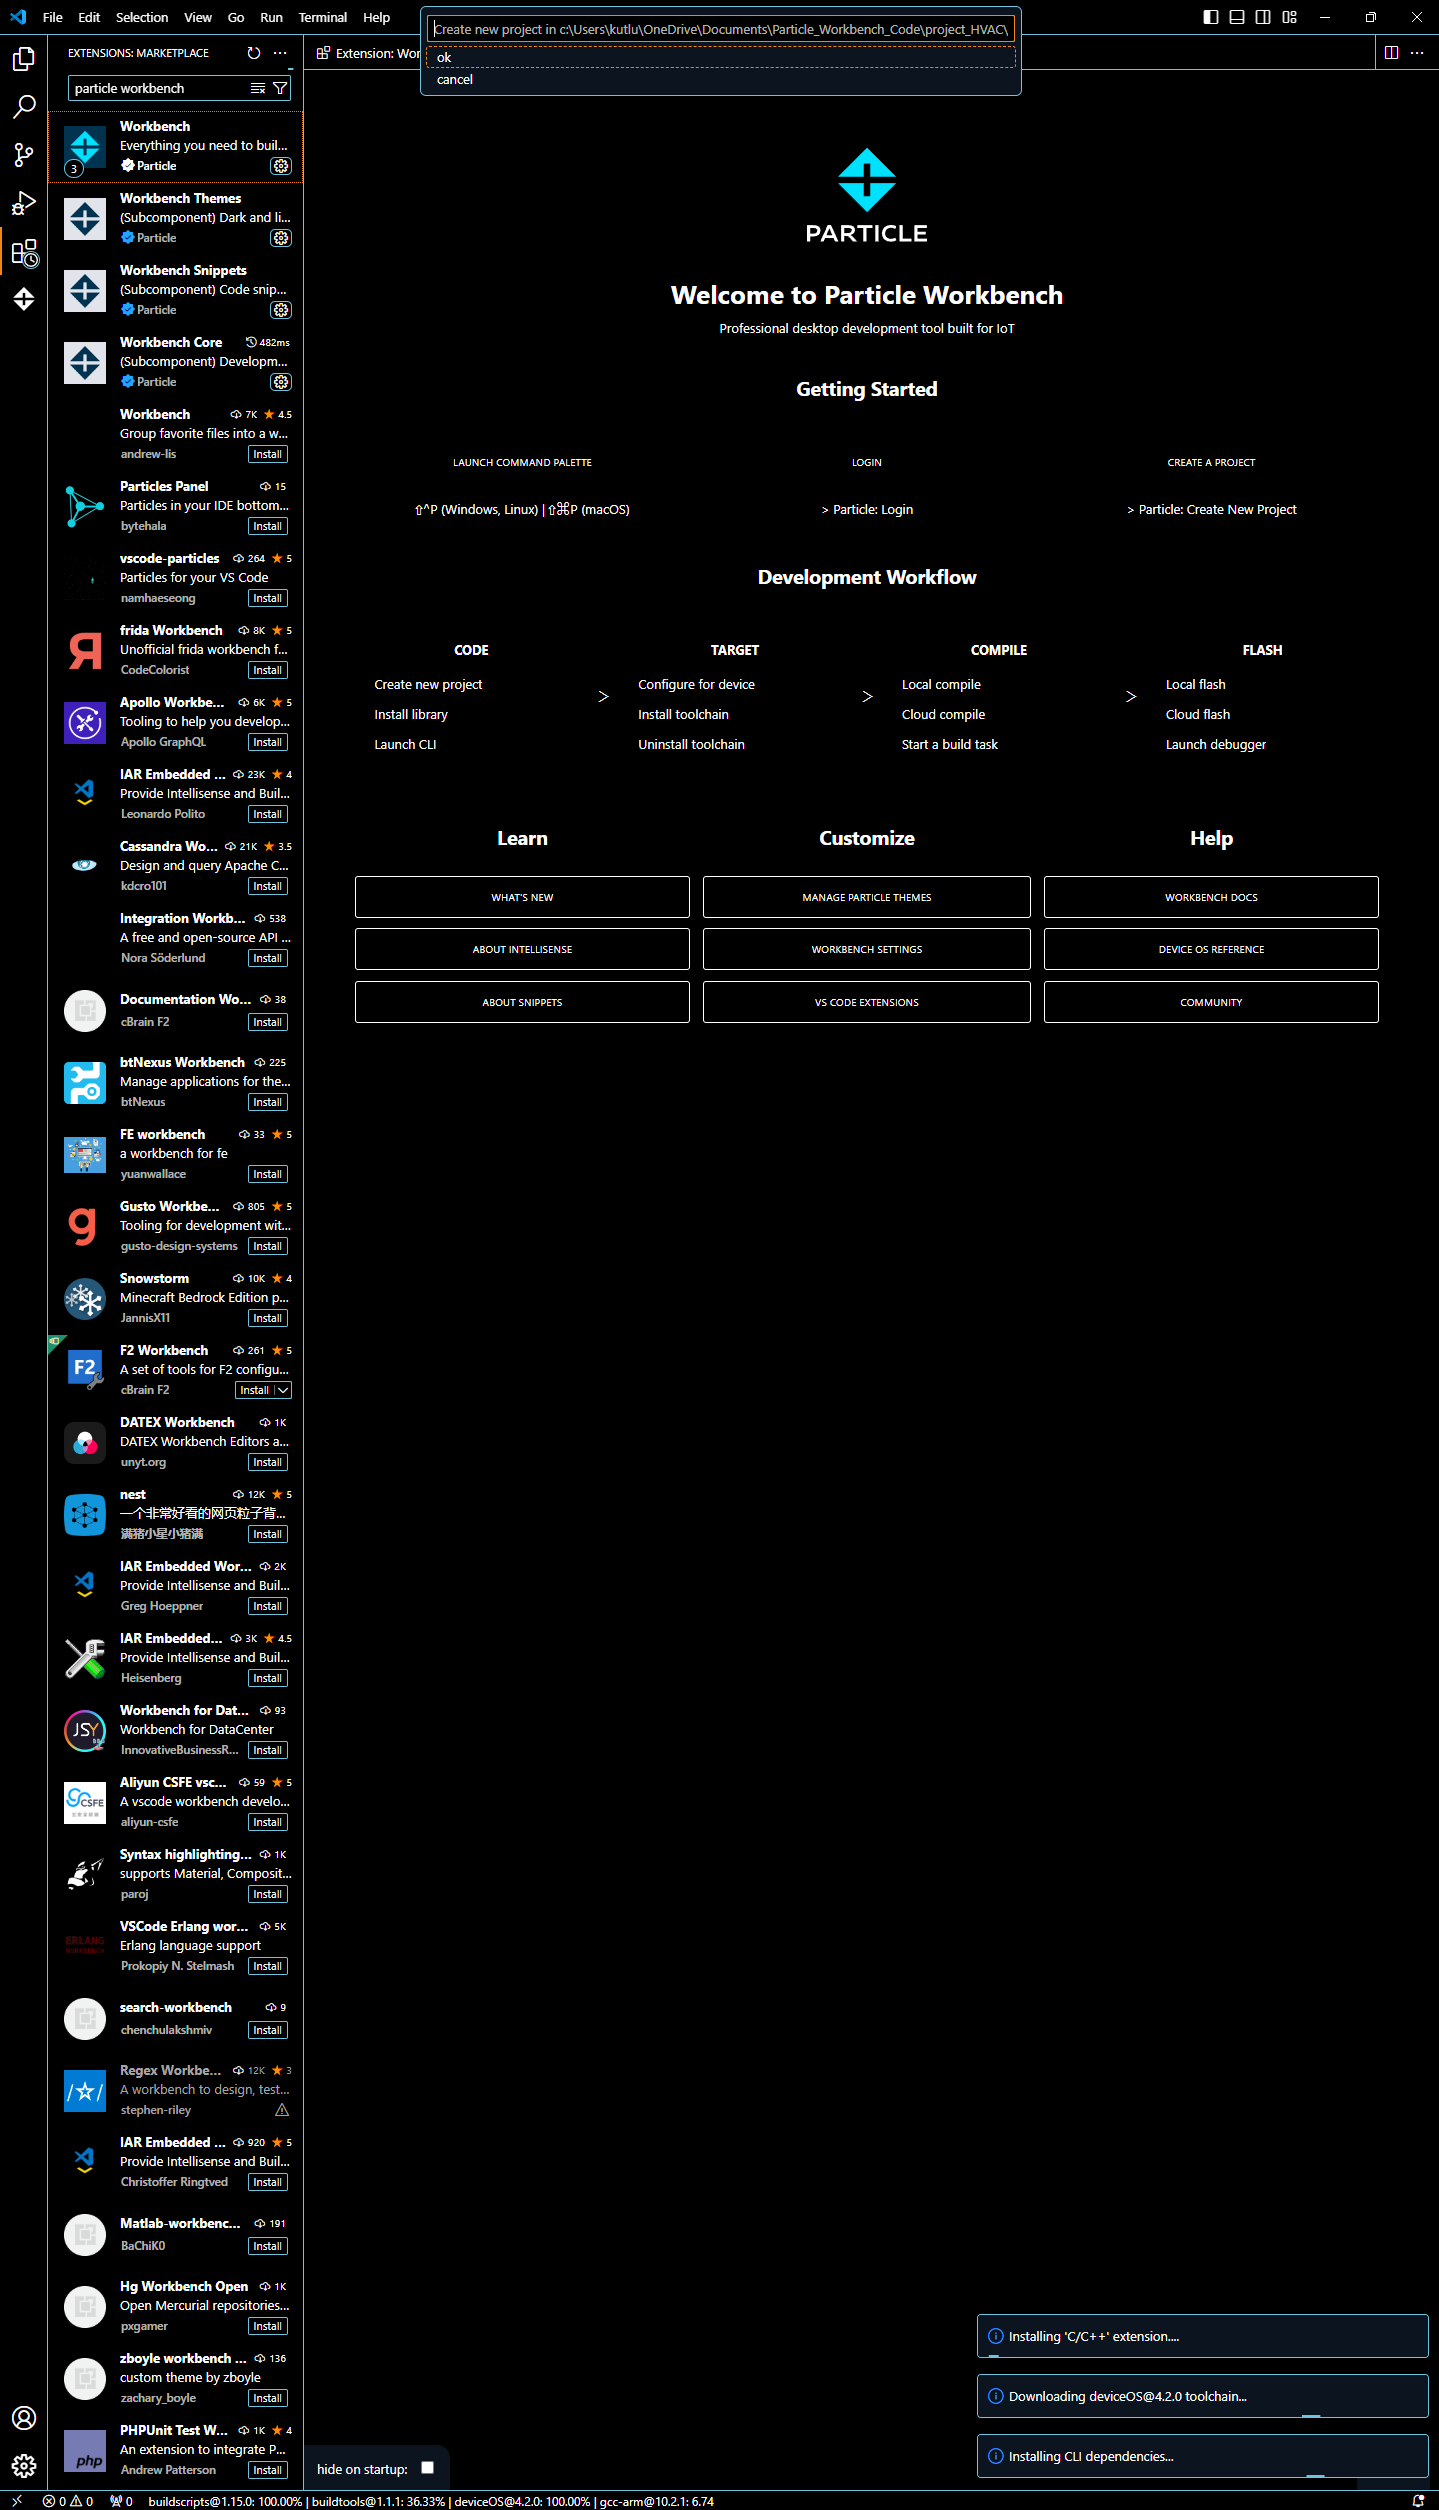 File Edit Selection View Go Run Terminal Help
Create new project in c:\Users\kutlu\OneDrive\Documents\Particle_Workbench_Code\project_HVAC\
ok
cancel
EXTENSIONS: MARKETPLACE
Extension: Wor
particle workbench
Workbench
Everything you need to buil...
Particle
3
Workbench Themes
(Subcomponent) Dark and li...
Particle
Workbench Snippets
(Subcomponent) Code snip...
Particle
Workbench Core 482ms
(Subcomponent) Developm...
Particle
Workbench 7K 4.5
Group favorite files into a w...
andrew-lis Install
Particles Panel 15
Particles in your IDE bottom...
bytehala Install
vscode-particles 264 5
Particles for your VS Code
namhaeseong Install
frida Workbench 8K 5
Unofficial frida workbench f...
CodeColorist Install
Apollo Workbe... 6K 5
Tooling to help you develop...
Apollo GraphQL Install
IAR Embedded ... 23K 4
Provide Intellisense and Buil...
Leonardo Polito Install
Cassandra Wo... 21K 3.5
Design and query Apache C...
kdcro101 Install
Integration Workb... 538
A free and open-source API ...
Nora Söderlund Install
Documentation Wo... 38
cBrain F2 Install
btNexus Workbench 225
Manage applications for the...
btNexus Install
FE workbench 33 5
a workbench for fe
yuanwallace Install
Gusto Workbe... 805 5
Tooling for development wit...
gusto-design-systems Install
Snowstorm 10K 4
Minecraft Bedrock Edition p...
JannisX11 Install
F2
F2 Workbench 261 5
A set of tools for F2 configu...
cBrain F2 Install
DATEX Workbench 1K
DATEX Workbench Editors a...
unyt.org Install
nest 12K 5
一个非常好看的网页粒子背...
满猪小星小猪满 Install
IAR Embedded Wor... 2K
Provide Intellisense and Buil...
Greg Hoeppner Install
IAR Embedded... 3K 4.5
Provide Intellisense and Buil...
Heisenberg Install
JSY
Workbench for Dat... 93
Workbench for DataCenter
InnovativeBusinessR... Install
CSFE
Aliyun CSFE vsc... 59 5
A vscode workbench develo...
aliyun-csfe Install
Syntax highlighting... 1K
supports Material, Composit...
paroj Install
ERLANG
VSCode Erlang wor... 5K
Erlang language support
Prokopiy N. Stelmash Install
search-workbench 9
chenchulakshmiv Install
Regex Workbe... 12K 3
A workbench to design, test...
stephen-riley
IAR Embedded ... 920 5
Provide Intellisense and Buil...
Christoffer Ringtved Install
Matlab-workbenc... 191
BaChiK0 Install
Hg Workbench Open 1K
Open Mercurial repositories...
pxgamer Install
zboyle workbench ... 136
custom theme by zboyle
zachary_boyle Install
php
PHPUnit Test W... 1K 4
An extension to integrate P...
Andrew Patterson Install
PARTICLE
Welcome to Particle Workbench
Professional desktop development tool built for IoT
Getting Started
LAUNCH COMMAND PALETTE LOGIN CREATE A PROJECT
⇧^P (Windows, Linux) | ⇧⌘P (macOS) > Particle: Login > Particle: Create New Project
Development Workflow
CODE TARGET COMPILE FLASH
Create new project > Configure for device > Local compile > Local flash
Install library Install toolchain Cloud compile Cloud flash
Launch CLI Uninstall toolchain Start a build task Launch debugger
Learn Customize Help
WHAT'S NEW MANAGE PARTICLE THEMES WORKBENCH DOCS
ABOUT INTELLISENSE WORKBENCH SETTINGS DEVICE OS REFERENCE
ABOUT SNIPPETS VS CODE EXTENSIONS COMMUNITY
Installing 'C/C++' extension....
Downloading deviceOS@4.2.0 toolchain...
Installing CLI dependencies...
hide on startup:
0 0 0 buildscripts@1.15.0: 100.00% | buildtools@1.1.1: 36.33% | deviceOS@4.2.0: 100.00% | gcc-arm@10.2.1: 6.74